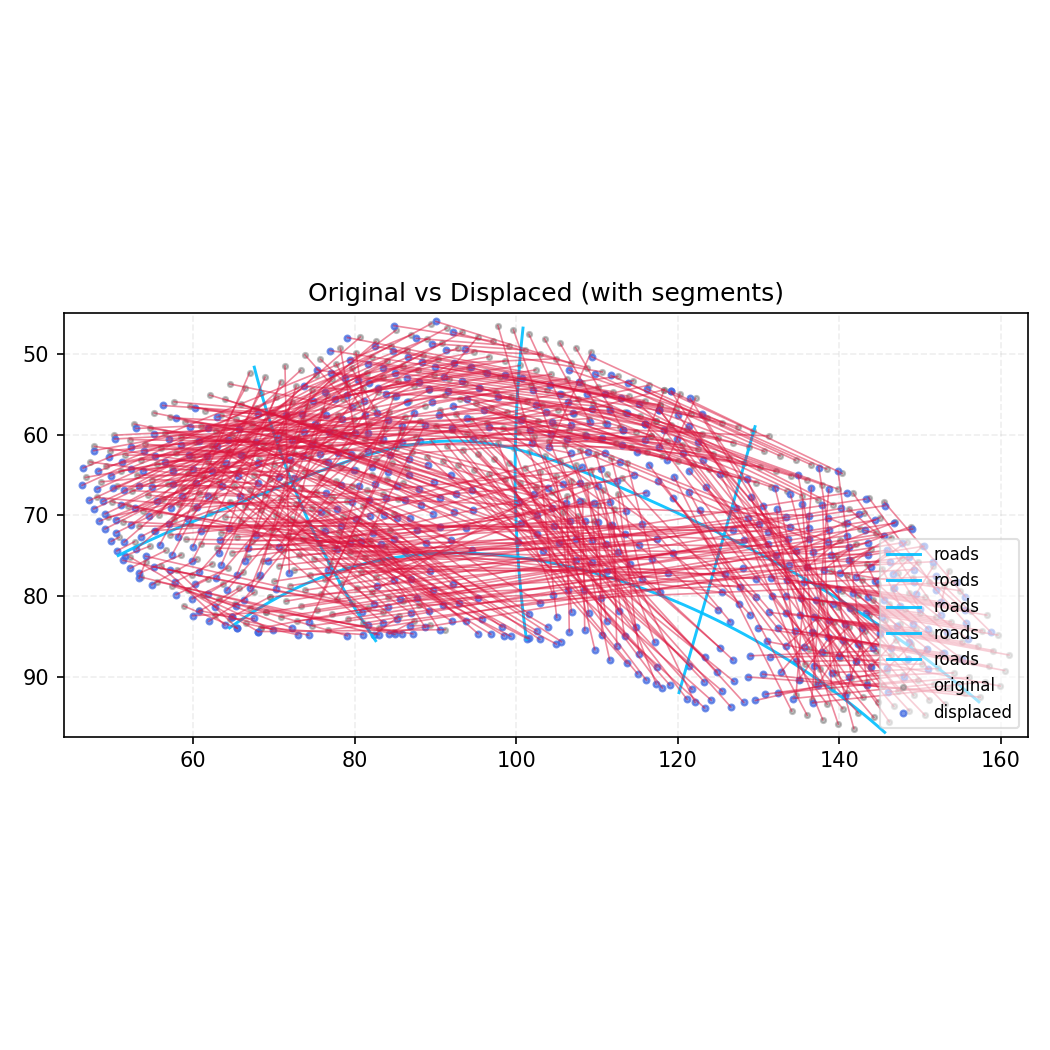 Original vs Displaced (with segments)
50
60
70
80
90
60
80
100
120
140
160
roads
roads
roads
roads
roads
original
displaced